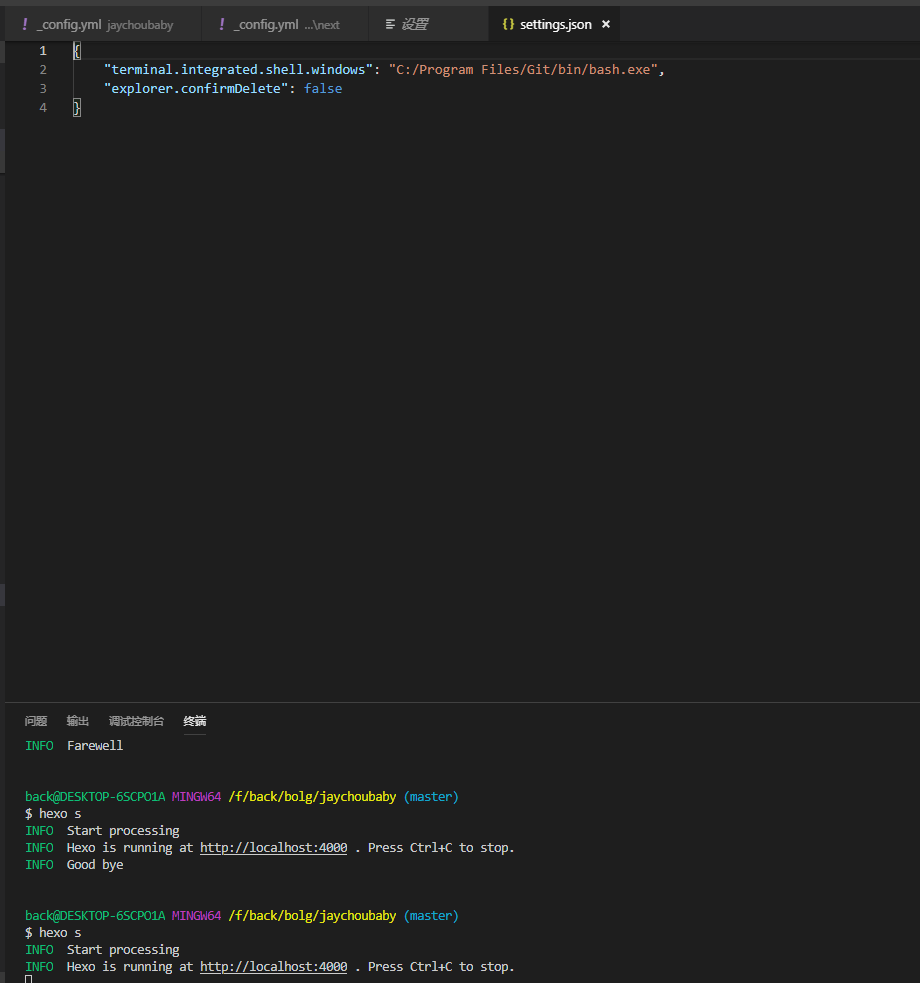 ! _config.yml jaychoubaby ! _config.yml ...\next 设置 {} settings.json ×
1 {
2 "terminal.integrated.shell.windows": "C:/Program Files/Git/bin/bash.exe",
3 "explorer.confirmDelete": false
4 }
问题 输出 调试控制台 终端
INFO Farewell
back@DESKTOP-6SCPO1A MINGW64 /f/back/bolg/jaychoubaby (master)
$ hexo s
INFO Start processing
INFO Hexo is running at http://localhost:4000 . Press Ctrl+C to stop.
INFO Good bye
back@DESKTOP-6SCPO1A MINGW64 /f/back/bolg/jaychoubaby (master)
$ hexo s
INFO Start processing
INFO Hexo is running at http://localhost:4000 . Press Ctrl+C to stop.